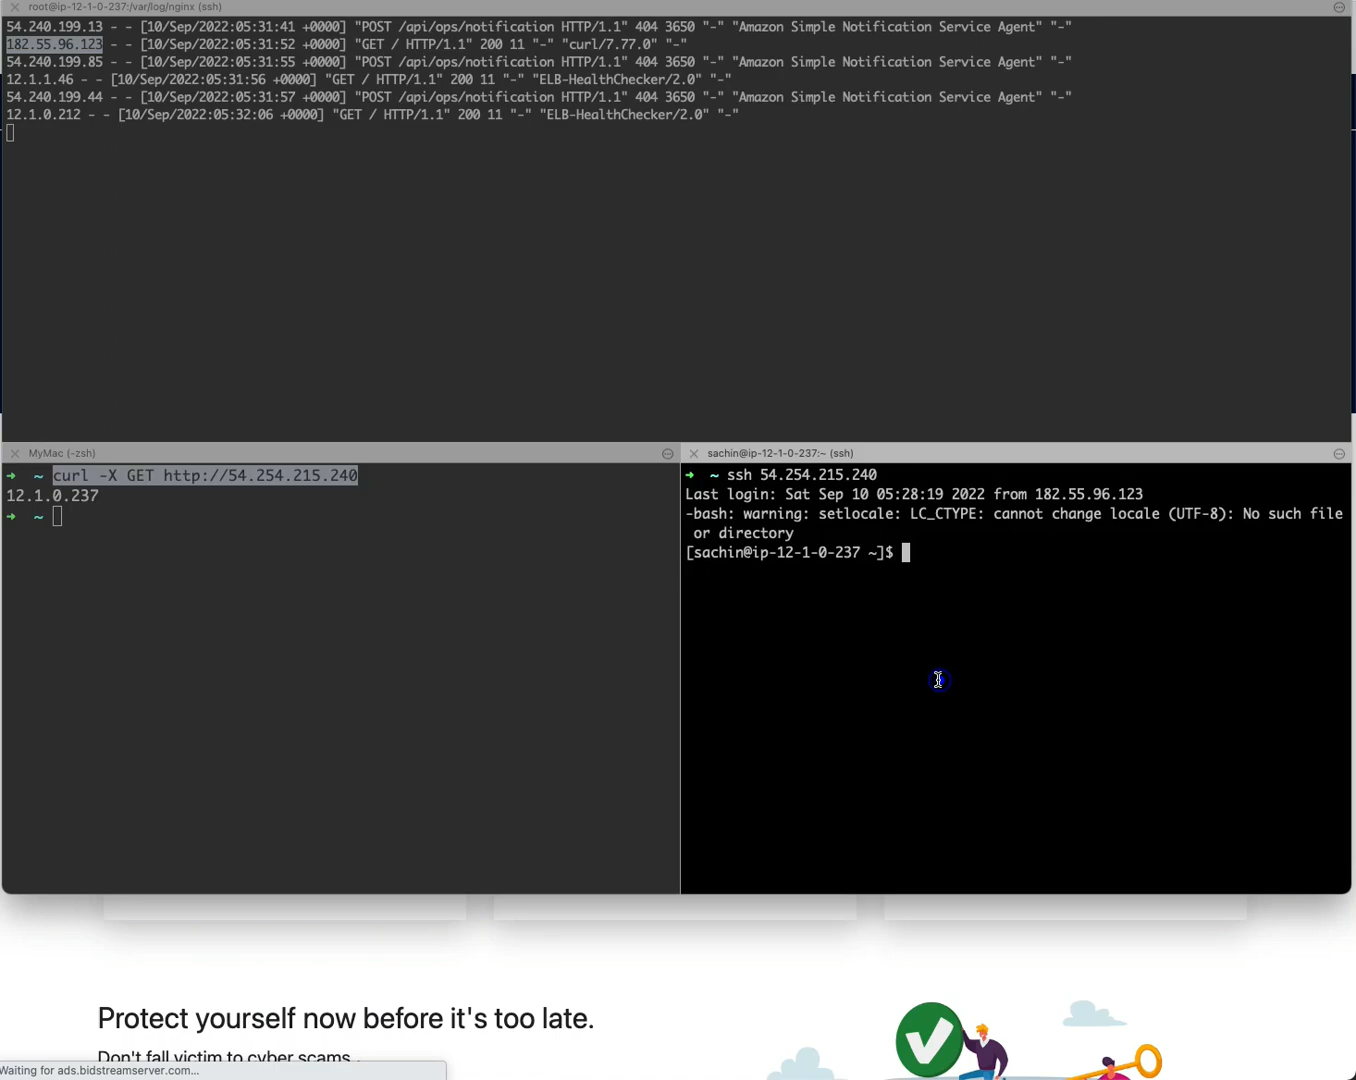 root@ip-12-1-0-237:/var/log/nginx (ssh)
54.240.199.13 - - [10/Sep/2022:05:31:41 +0000] "POST /api/ops/notification HTTP/1.1" 404 3650 "-" "Amazon Simple Notification Service Agent" "-"
182.55.96.123 - - [10/Sep/2022:05:31:52 +0000] "GET / HTTP/1.1" 200 11 "-" "curl/7.77.0" "-"
54.240.199.85 - - [10/Sep/2022:05:31:55 +0000] "POST /api/ops/notification HTTP/1.1" 404 3650 "-" "Amazon Simple Notification Service Agent" "-"
12.1.1.46 - - [10/Sep/2022:05:31:56 +0000] "GET / HTTP/1.1" 200 11 "-" "ELB-HealthChecker/2.0" "-"
54.240.199.44 - - [10/Sep/2022:05:31:57 +0000] "POST /api/ops/notification HTTP/1.1" 404 3650 "-" "Amazon Simple Notification Service Agent" "-"
12.1.0.212 - - [10/Sep/2022:05:32:06 +0000] "GET / HTTP/1.1" 200 11 "-" "ELB-HealthChecker/2.0" "-"
MyMac (-zsh)
➜ ~ curl -X GET http://54.254.215.240
12.1.0.237
➜ ~
sachin@ip-12-1-0-237:~ (ssh)
➜ ~ ssh 54.254.215.240
Last login: Sat Sep 10 05:28:19 2022 from 182.55.96.123
-bash: warning: setlocale: LC_CTYPE: cannot change locale (UTF-8): No such file
or directory
[sachin@ip-12-1-0-237 ~]$
Protect yourself now before it's too late.
Don't fall victim to cyber scams
Waiting for ads.bidstreamserver.com...